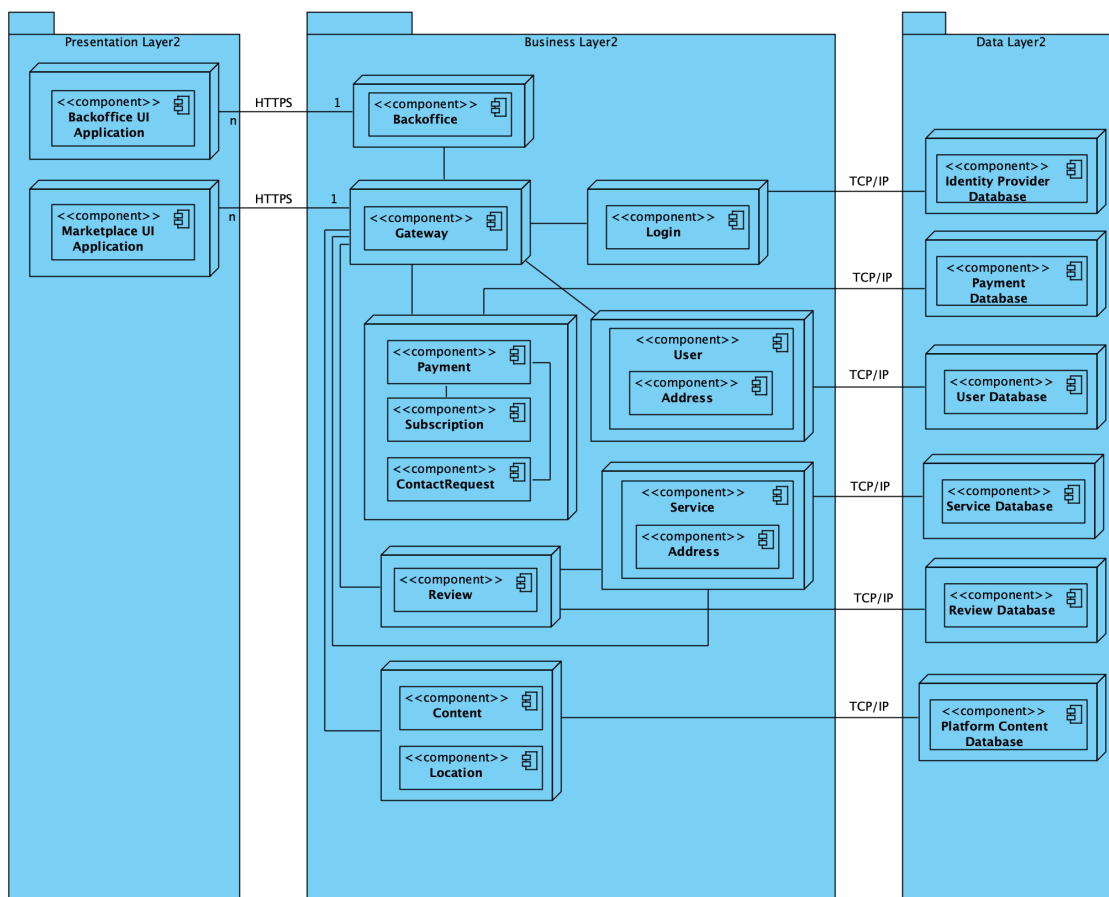 Presentation Layer2
<<component>>
Backoffice UI
Application
<<component>>
Marketplace UI
Application
HTTPS
n
1
HTTPS
n
1
Business Layer2
<<component>>
Backoffice
<<component>>
Gateway
<<component>>
Login
<<component>>
Payment
<<component>>
Subscription
<<component>>
ContactRequest
<<component>>
User
<<component>>
Address
<<component>>
Service
<<component>>
Address
<<component>>
Review
<<component>>
Content
<<component>>
Location
TCP/IP
TCP/IP
TCP/IP
TCP/IP
TCP/IP
TCP/IP
Data Layer2
<<component>>
Identity Provider
Database
<<component>>
Payment
Database
<<component>>
User Database
<<component>>
Service Database
<<component>>
Review Database
<<component>>
Platform Content
Database